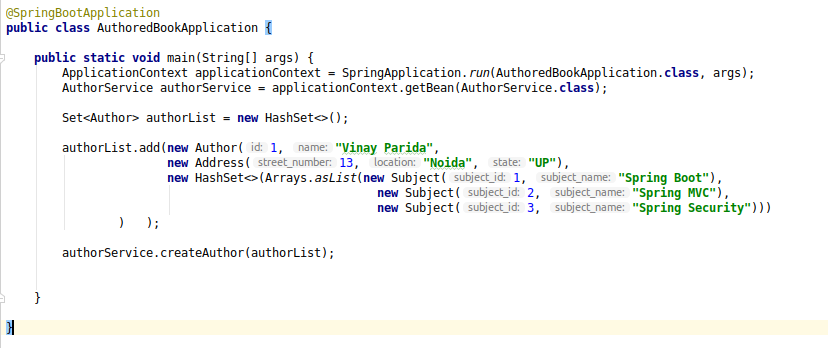 @SpringBootApplication
public class AuthoredBookApplication {
public static void main(String[] args) {
ApplicationContext applicationContext = SpringApplication.run(AuthoredBookApplication.class, args);
AuthorService authorService = applicationContext.getBean(AuthorService.class);
Set<Author> authorList = new HashSet<>();
authorList.add(new Author( id: 1, name: "Vinay Parida",
new Address( street_number: 13, location: "Noida", state: "UP"),
new HashSet<>(Arrays.asList(new Subject( subject_id: 1, subject_name: "Spring Boot"),
new Subject( subject_id: 2, subject_name: "Spring MVC"),
new Subject( subject_id: 3, subject_name: "Spring Security")))
) );
authorService.createAuthor(authorList);
}
}